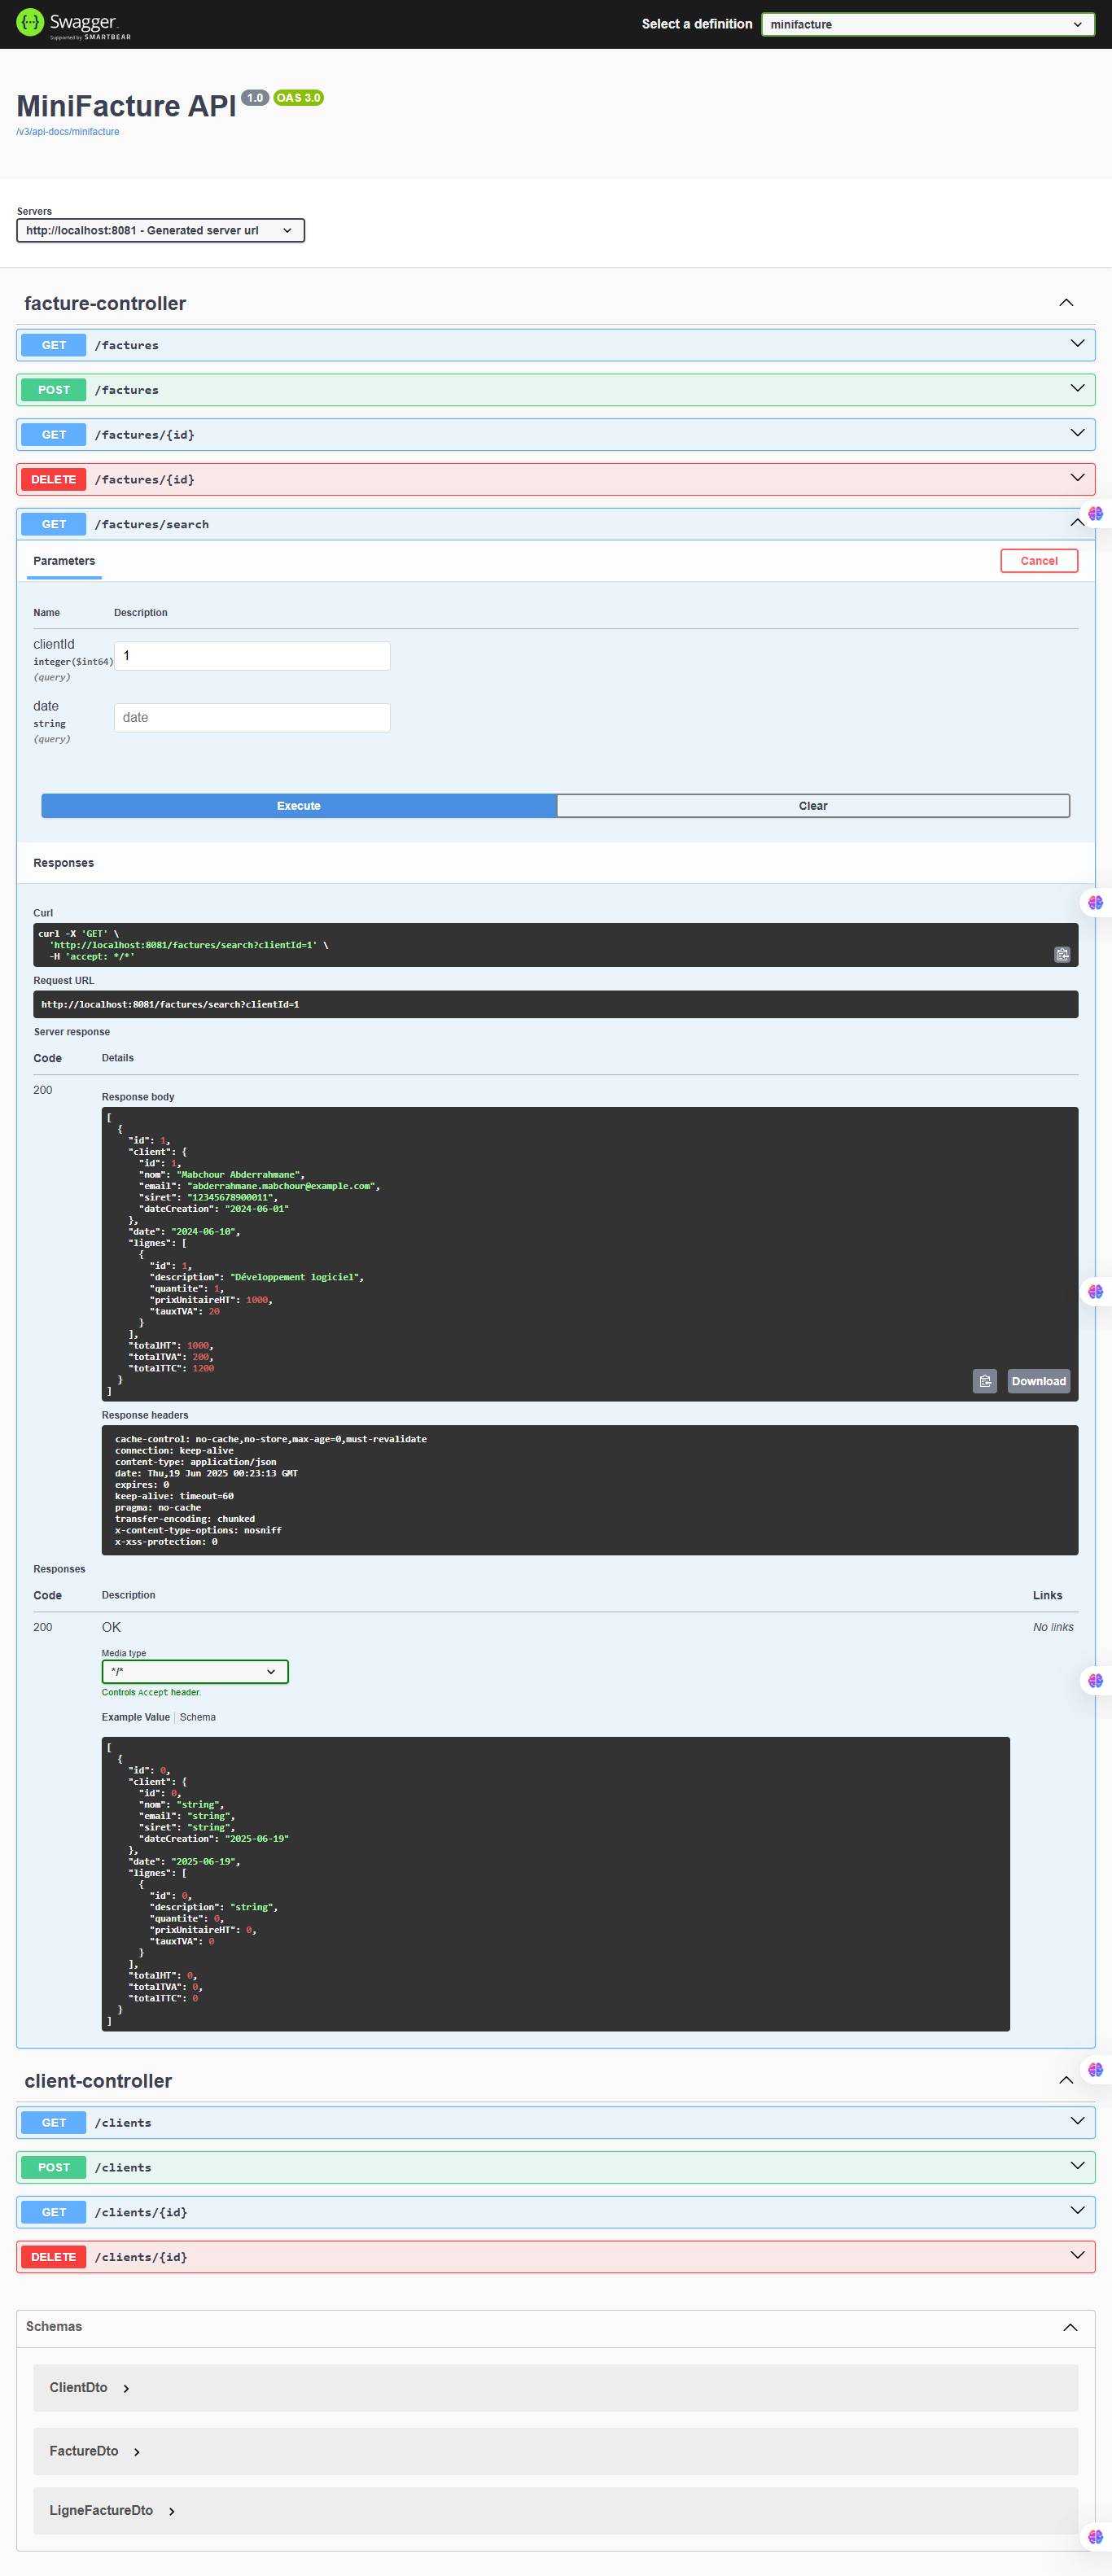 Swagger
Supported by SMARTBEAR
Select a definition
minifacture
MiniFacture API 1.0 OAS 3.0
/v3/api-docs/minifacture
Servers
http://localhost:8081 - Generated server url
facture-controller
GET /factures
POST /factures
GET /factures/{id}
DELETE /factures/{id}
GET /factures/search
Parameters
Cancel
Name Description
clientId
integer($int64)
(query)
1
date
string
(query)
date
Execute
Clear
Responses
Curl
curl -X 'GET' \
  'http://localhost:8081/factures/search?clientId=1' \
  -H 'accept: */*'
Request URL
http://localhost:8081/factures/search?clientId=1
Server response
Code Details
200
Response body
[
  {
    "id": 1,
    "client": {
      "id": 1,
      "nom": "Mabchour Abderrahmane",
      "email": "abderrahmane.mabchour@example.com",
      "siret": "12345678900011",
      "dateCreation": "2024-06-01"
    },
    "date": "2024-06-10",
    "lignes": [
      {
        "id": 1,
        "description": "Développement logiciel",
        "quantite": 1,
        "prixUnitaireHT": 1000,
        "tauxTVA": 20
      }
    ],
    "totalHT": 1000,
    "totalTVA": 200,
    "totalTTC": 1200
  }
]
Download
Response headers
cache-control: no-cache,no-store,max-age=0,must-revalidate
connection: keep-alive
content-type: application/json
date: Thu,19 Jun 2025 00:23:13 GMT
expires: 0
keep-alive: timeout=60
pragma: no-cache
transfer-encoding: chunked
x-content-type-options: nosniff
x-xss-protection: 0
Responses
Code Description Links
200 OK No links
Media type
*/*
Controls Accept header.
Example Value Schema
[
  {
    "id": 0,
    "client": {
      "id": 0,
      "nom": "string",
      "email": "string",
      "siret": "string",
      "dateCreation": "2025-06-19"
    },
    "date": "2025-06-19",
    "lignes": [
      {
        "id": 0,
        "description": "string",
        "quantite": 0,
        "prixUnitaireHT": 0,
        "tauxTVA": 0
      }
    ],
    "totalHT": 0,
    "totalTVA": 0,
    "totalTTC": 0
  }
]
client-controller
GET /clients
POST /clients
GET /clients/{id}
DELETE /clients/{id}
Schemas
ClientDto
FactureDto
LigneFactureDto